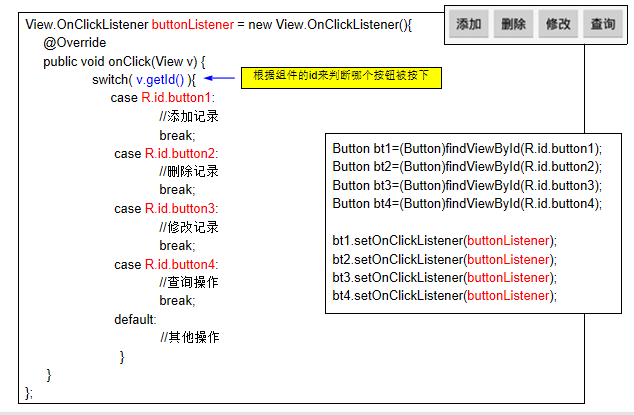 View.OnClickListener buttonListener = new View.OnClickListener(){
@Override
public void onClick(View v) {
switch( v.getId() ){
根据组件的id来判断哪个按钮被按下
case R.id.button1:
//添加记录
break;
case R.id.button2:
//删除记录
break;
case R.id.button3:
//修改记录
break;
case R.id.button4:
//查询操作
break;
default:
//其他操作
}
}
};
添加 删除 修改 查询
Button bt1=(Button)findViewById(R.id.button1);
Button bt2=(Button)findViewById(R.id.button2);
Button bt3=(Button)findViewById(R.id.button3);
Button bt4=(Button)findViewById(R.id.button4);
bt1.setOnClickListener(buttonListener);
bt2.setOnClickListener(buttonListener);
bt3.setOnClickListener(buttonListener);
bt4.setOnClickListener(buttonListener);